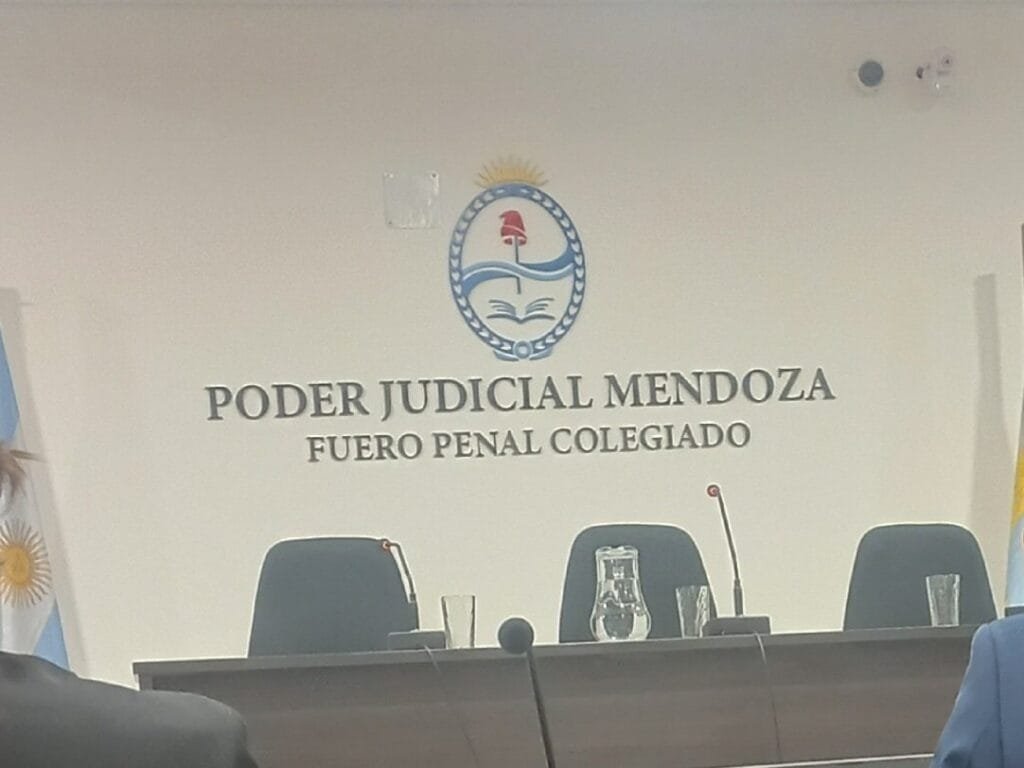 PODER JUDICIAL MENDOZA
FUERO PENAL COLEGIADO